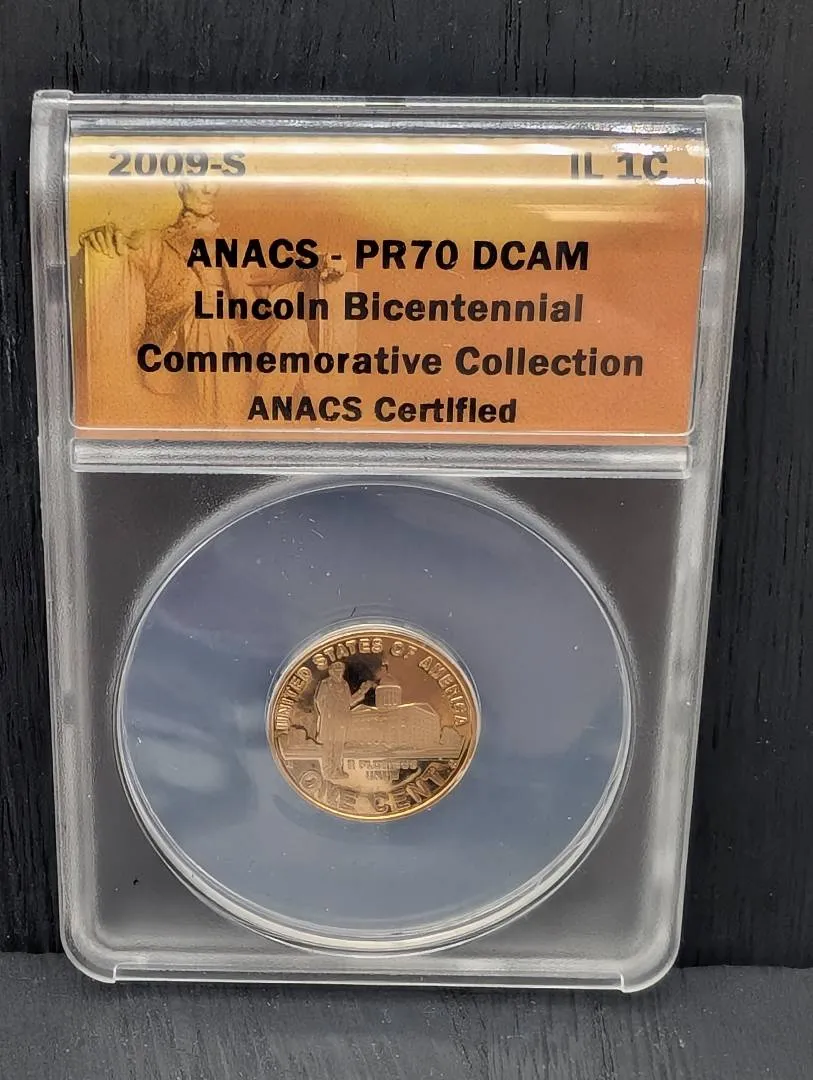 2009-S IL 1C
ANACS - PR70 DCAM
Lincoln Bicentennial
Commemorative Collection
ANACS Certified
UNITED STATES OF AMERICA
E PLURIBUS
UNUM
ONE CENT